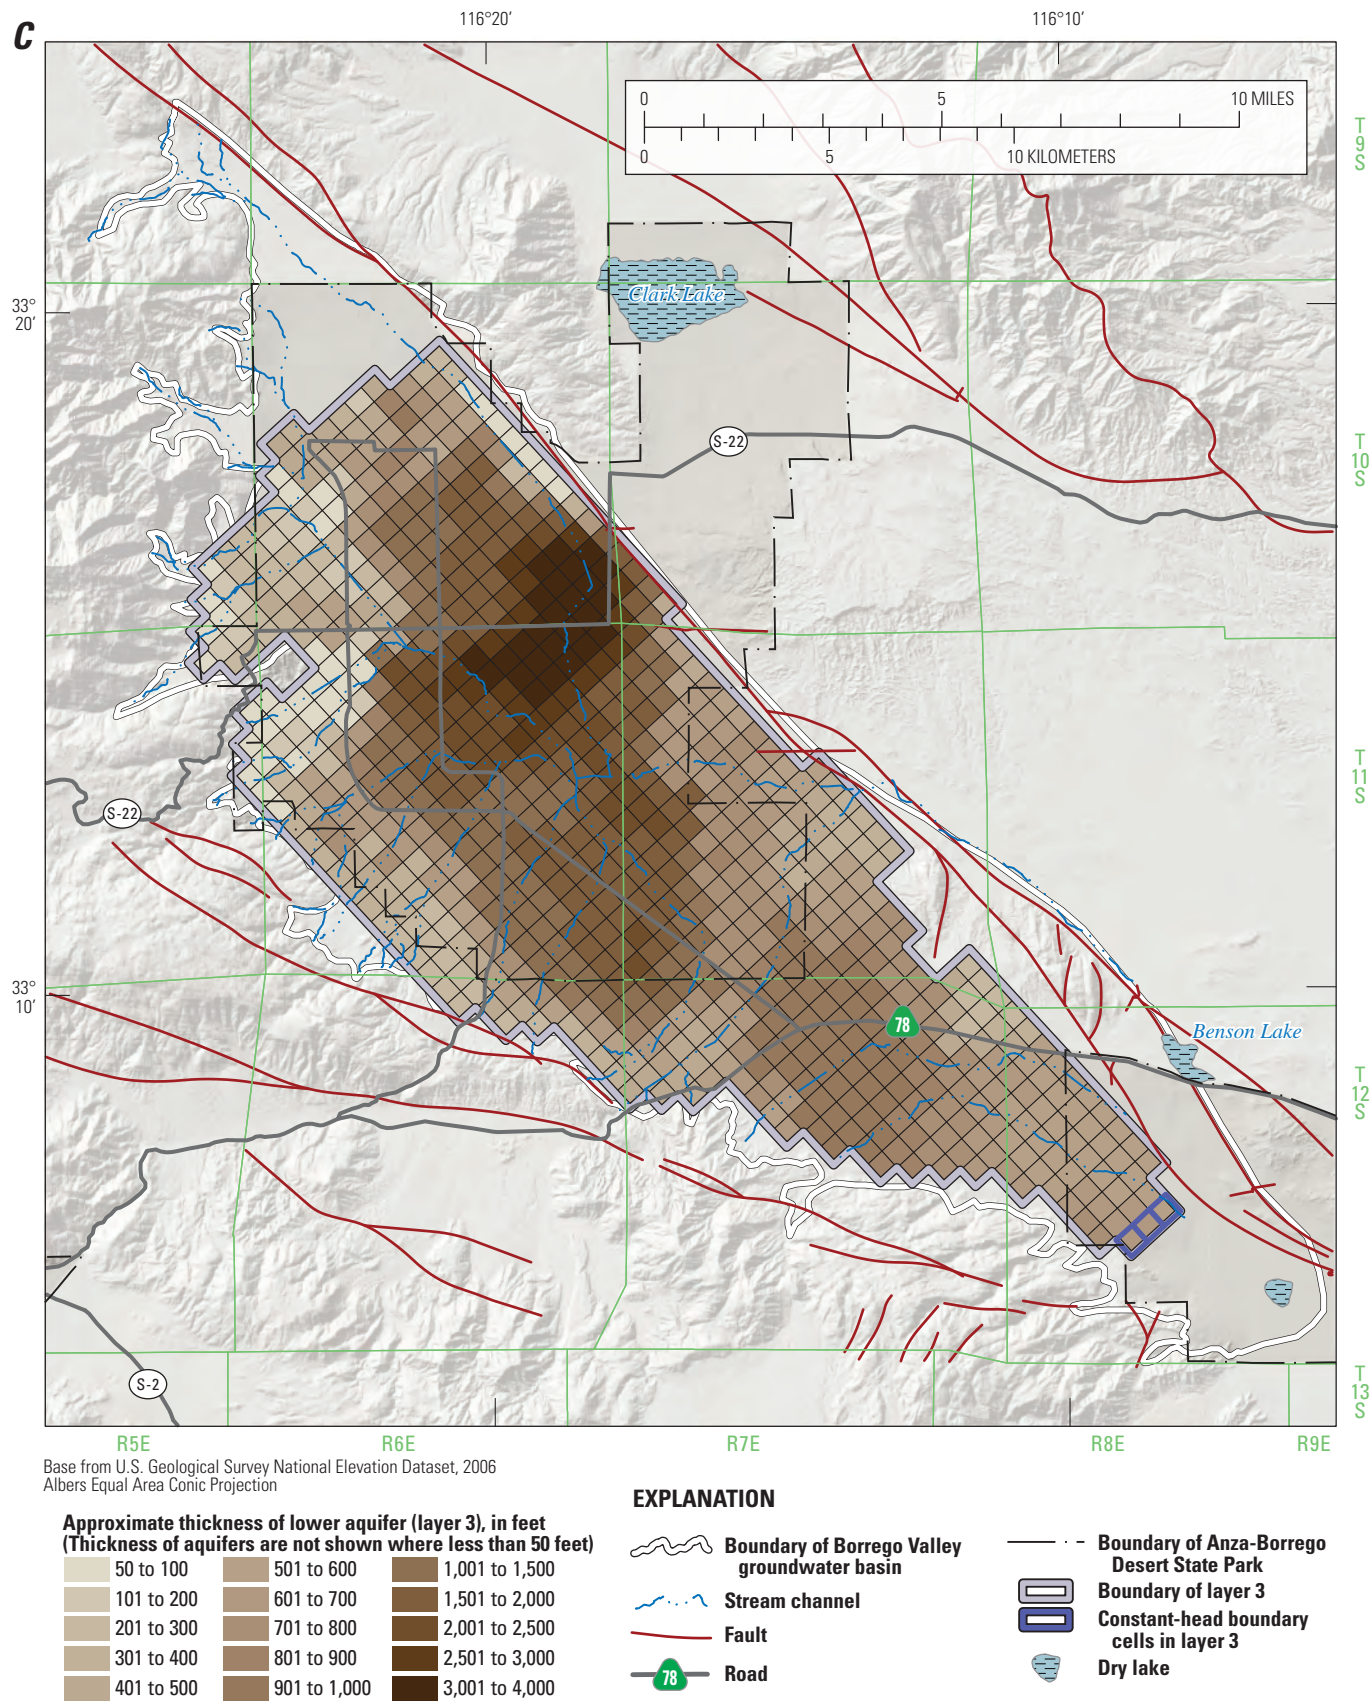 C
116°20'
116°10'
0
5
10 MILES
0
5
10 KILOMETERS
T
9
S
Clark Lake
33°
20'
S-22
T
10
S
T
11
S
S-22
33°
10'
78
Benson Lake
T
12
S
S-2
T
13
S
R5E
R6E
R7E
R8E
R9E
Base from U.S. Geological Survey National Elevation Dataset, 2006
Albers Equal Area Conic Projection
EXPLANATION
Approximate thickness of lower aquifer (layer 3), in feet
(Thickness of aquifers are not shown where less than 50 feet)
50 to 100
101 to 200
201 to 300
301 to 400
401 to 500
501 to 600
601 to 700
701 to 800
801 to 900
901 to 1,000
1,001 to 1,500
1,501 to 2,000
2,001 to 2,500
2,501 to 3,000
3,001 to 4,000
Boundary of Borrego Valley
groundwater basin
Stream channel
Fault
78
Road
Boundary of Anza-Borrego
Desert State Park
Boundary of layer 3
Constant-head boundary
cells in layer 3
Dry lake